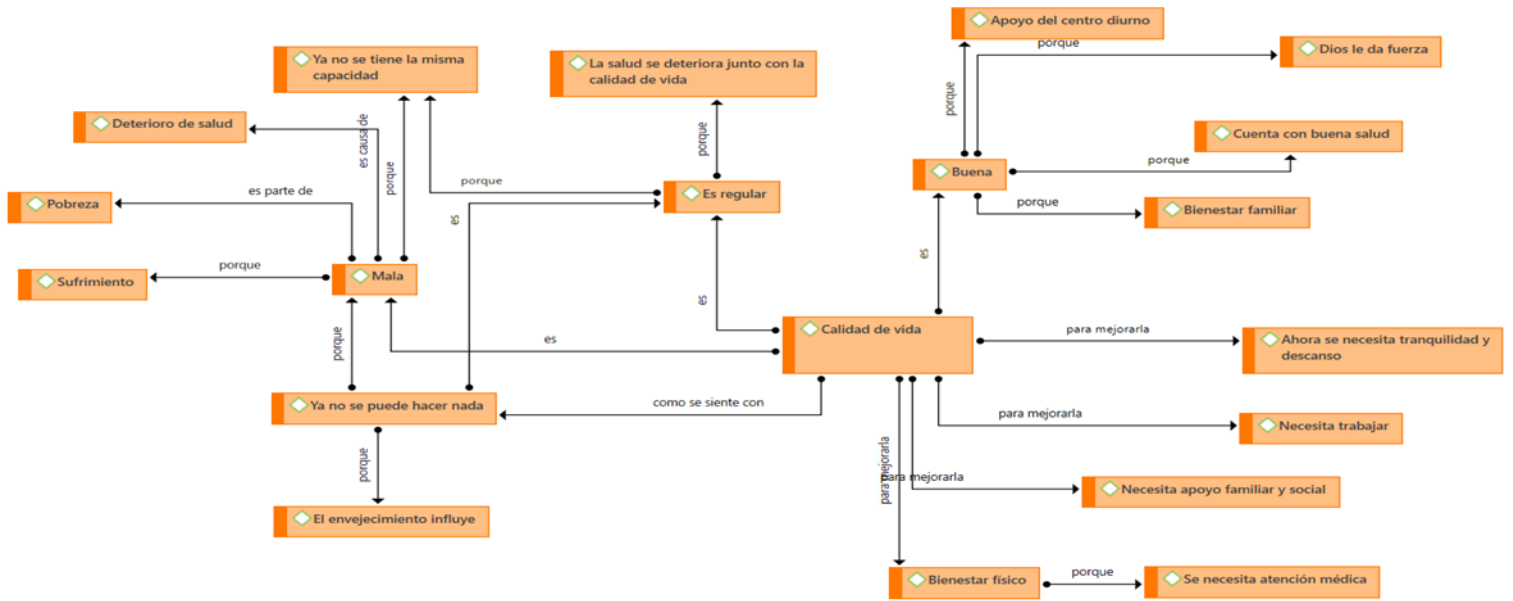 Apoyo del centro diurno
porque
Dios le da fuerza
Ya no se tiene la misma
capacidad
La salud se deteriora junto con la
calidad de vida
porque
Deterioro de salud
es causa de
porque
porque
Cuenta con buena salud
porque
Buena
porque
Es regular
es parte de
Pobreza
porque
Bienestar familiar
es
es
porque
Mala
Sufrimiento
es
Calidad de vida
para mejorarla
Ahora se necesita tranquilidad y
descanso
es
porque
Ya no se puede hacer nada
como se siente con
para mejorarla
Necesita trabajar
porque
para mejorarla
para mejorarla
Necesita apoyo familiar y social
El envejecimiento influye
Bienestar físico
porque
Se necesita atención médica